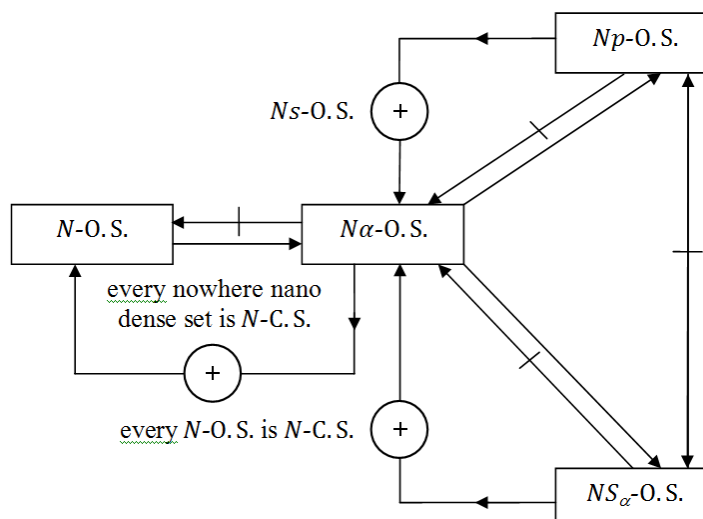 Np-O.S.
Ns-O.S.
+
N-O.S.
Nα-O.S.
every nowhere nano
dense set is N-C.S.
+
every N-O.S. is N-C.S.
+
NSα-O.S.